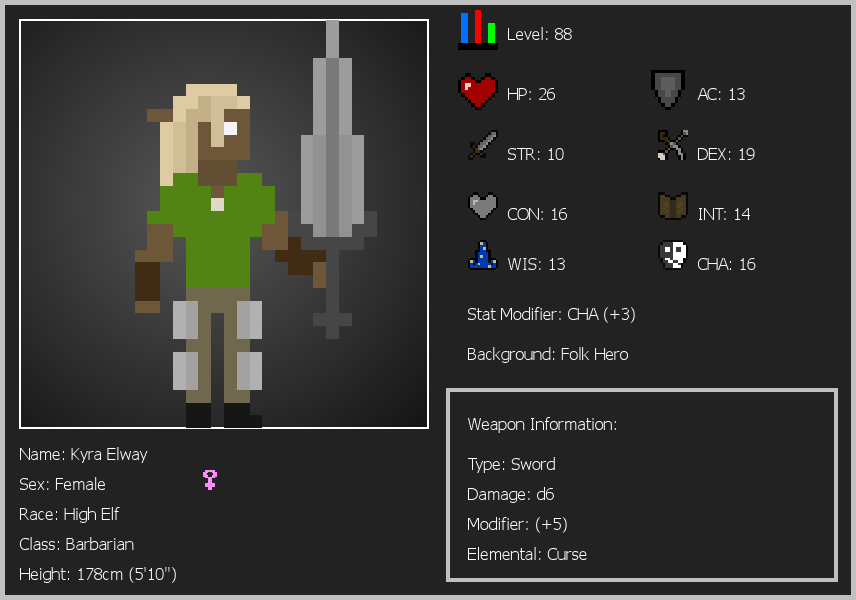 Level: 88
HP: 26
AC: 13
STR: 10
DEX: 19
CON: 16
INT: 14
WIS: 13
CHA: 16
Stat Modifier: CHA (+3)
Background: Folk Hero
Weapon Information:
Type: Sword
Damage: d6
Modifier: (+5)
Elemental: Curse
Name: Kyra Elway
Sex: Female
Race: High Elf
Class: Barbarian
Height: 178cm (5'10")